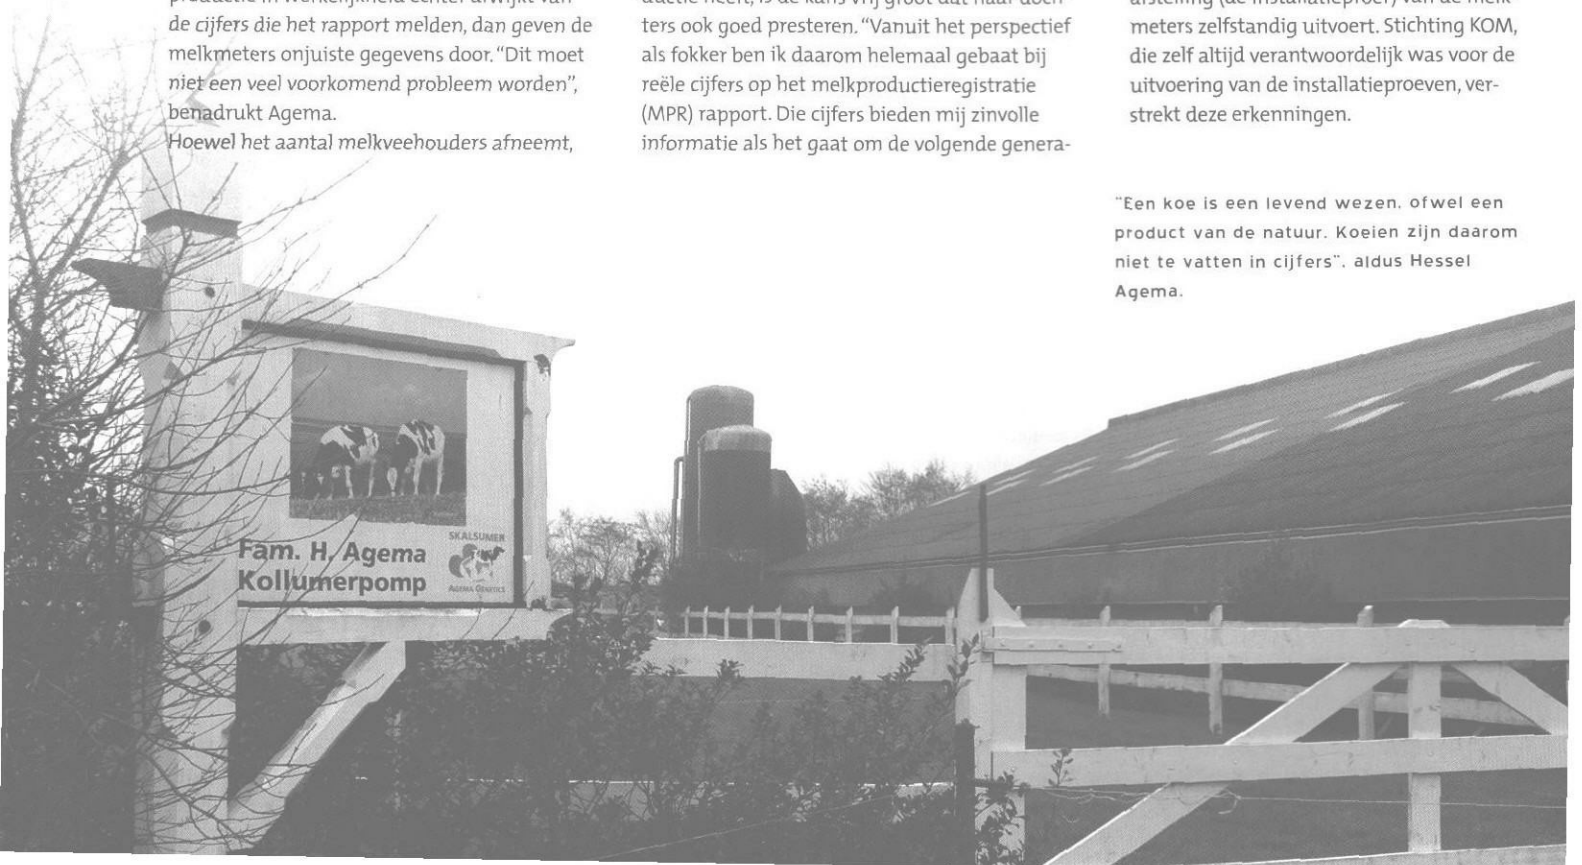 de cijfers die het rapport melden, dan geven de
melkmeters onjuiste gegevens door. “Dit moet
niet een veel voorkomend probleem worden”,
benadrukt Agema.
Hoewel het aantal melkveehouders afneemt,
ters ook goed presteren. “Vanuit het perspectief
als fokker ben ik daarom helemaal gebaat bij
reële cijfers op het melkproductieregistratie
(MPR) rapport. Die cijfers bieden mij zinvolle
informatie als het gaat om de volgende genera-
meters zelfstandig uitvoert. Stichting KOM,
die zelf altijd verantwoordelijk was voor de
uitvoering van de installatieproeven, ver-
strekt deze erkenningen.
"Een koe is een levend wezen. ofwel een
product van de natuur. Koeien zijn daarom
niet te vatten in cijfers". aldus Hessel
Agema.
Fam. H. Agema
Kollumerpomp
SKALSUMER
AGEMA GENETICS